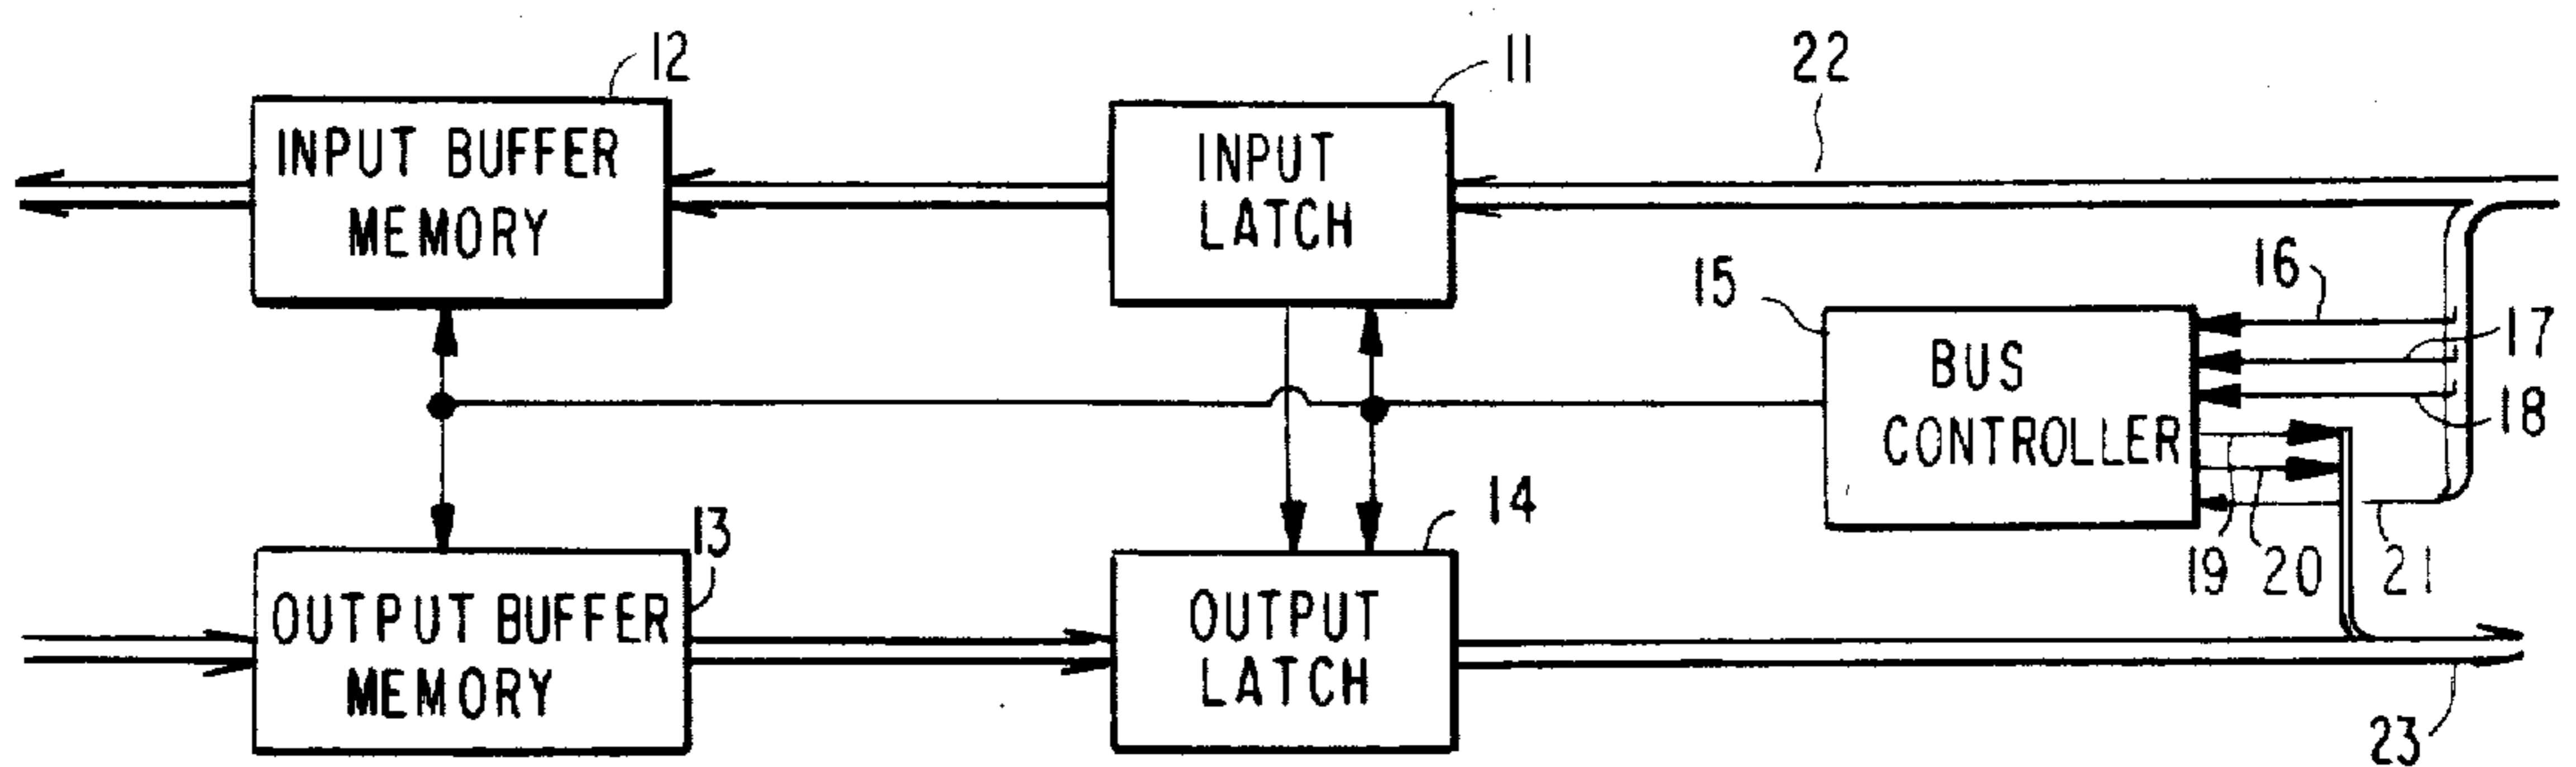 12
11
22
INPUT BUFFER
MEMORY
INPUT
LATCH
16
15
17
BUS
CONTROLLER
18
14
13
19
20
21
OUTPUT BUFFER
MEMORY
OUTPUT
LATCH
23